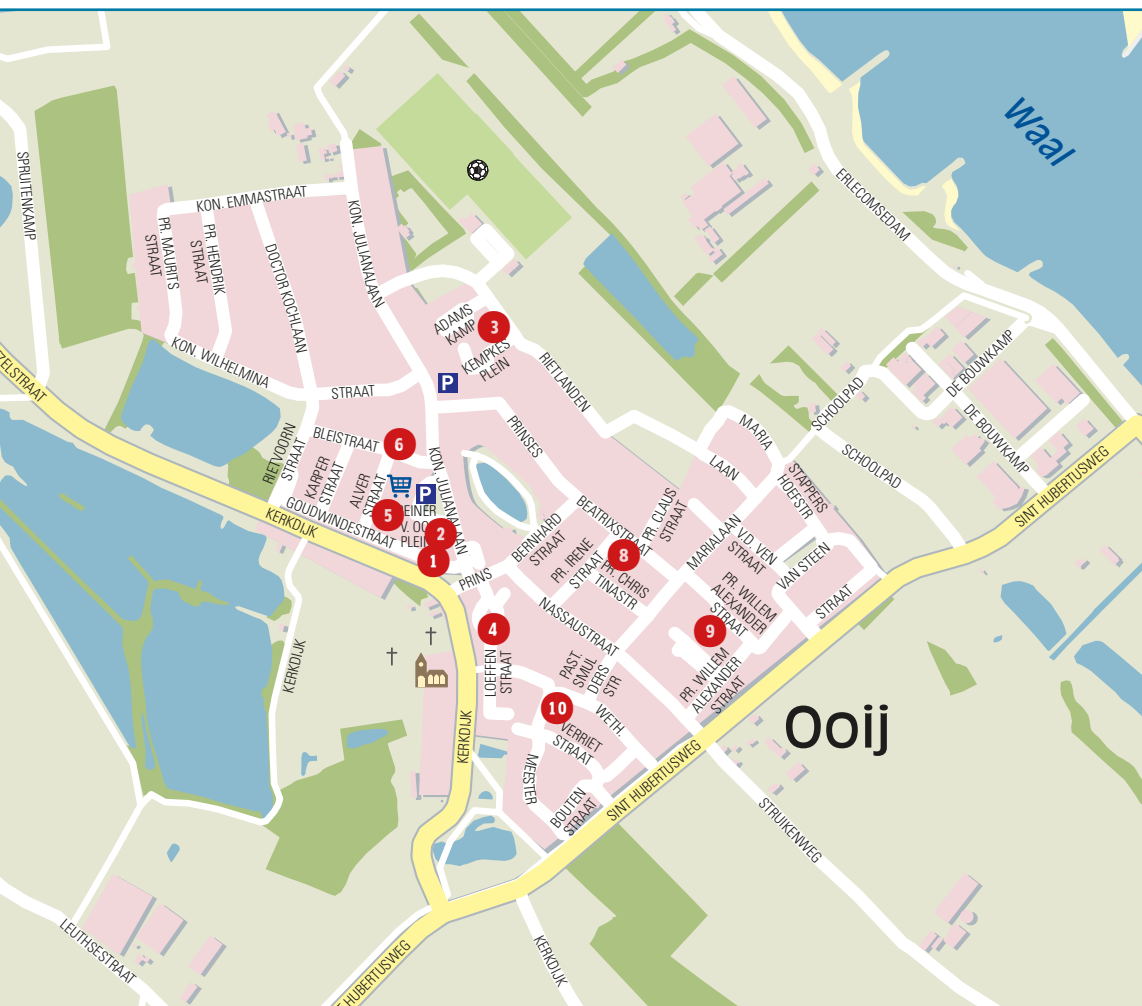 Waal
SPRUITENKAMP
ERLECOMSEDAM
KON. EMMASTRAAT
PR. MAURITS
STRAAT
PR. HENDRIK
STRAAT
DOCTOR KOCHLAAN
KON. JULIANALAAN
ADAMS
KAMP
3
KEMPKES
PLEIN
RIETLANDEN
KON. WILHELMINA
STRAAT
P
ZELSTRAAT
DE BOUWKAMP
DE BOUWKAMP
SCHOOLPAD
SCHOOLPAD
SINT HUBERTUSWEG
MARIA
LAAN
PRINSES
BEATRIXSTRAAT
RIETVOORN
STRAAT
BLEISTRAAT
6
KARPER
STRAAT
ALVER
STRAAT
KON. JULIANALAAN
P
5
EINER
V. OO
PLEIN
2
1
GOUDWINDESTRAAT
KERKDIJK
STAPPERS
HOEFSTR
PR. CLAUS
STRAAT
BERNHARD
STRAAT
PR. IRENE
STRAAT
8
PR. CHRIS
TINASTR
MARIALAAN
V.D. VEN
STRAAT
VAN STEEN
STRAAT
PRINS
NASSAUSTRAAT
PR. WILLEM
ALEXANDER
STRAAT
9
PR. WILLEM
ALEXANDER
STRAAT
4
LOEFFEN
STRAAT
PAST.
SMUL
DERS
STR
KERKDIJK
KERKDIJK
10
WETH.
VERRIET
STRAAT
MEESTER
BOUTEN
STRAAT
SINT HUBERTUSWEG
Ooij
STRUIKENWEG
LEUTHSESTRAAT
HUBERTUSWEG
KERKDIJK